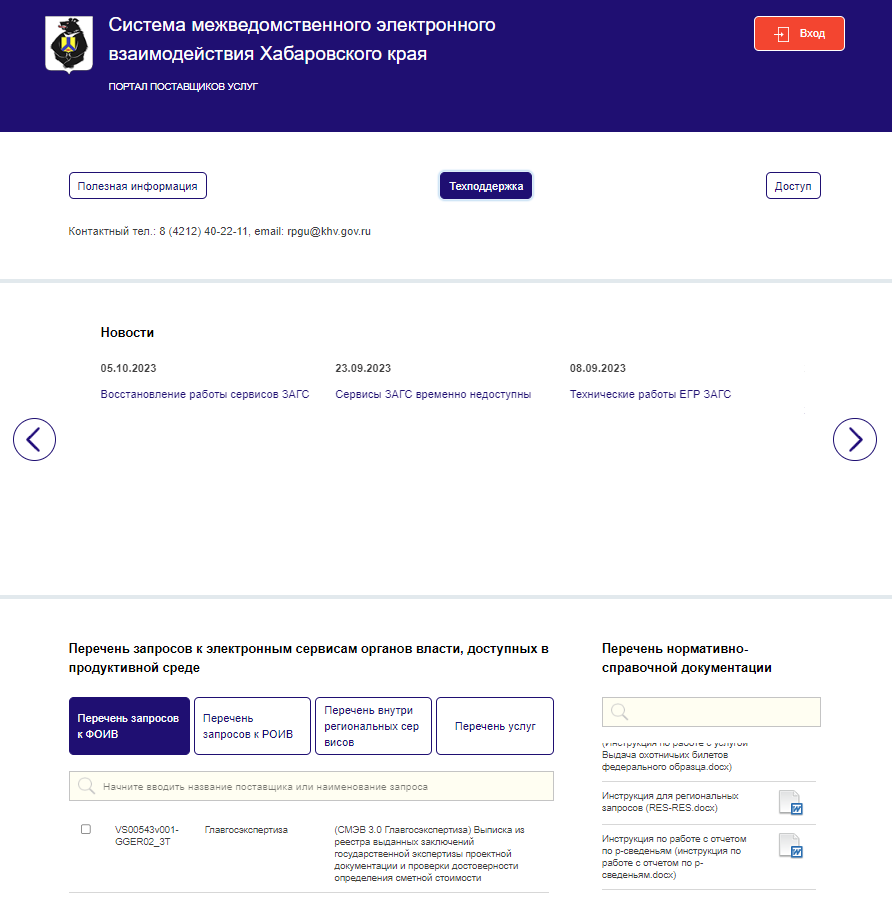 Система межведомственного электронного
взаимодействия Хабаровского края
ПОРТАЛ ПОСТАВЩИКОВ УСЛУГ
Вход
Полезная информация
Техподдержка
Доступ
Контактный тел.: 8 (4212) 40-22-11, email: rpgu@khv.gov.ru
Новости
05.10.2023
23.09.2023
08.09.2023
Восстановление работы сервисов ЗАГС
Сервисы ЗАГС временно недоступны
Технические работы ЕГР ЗАГС
Перечень запросов к электронным сервисам органов власти, доступных в
продуктивной среде
Перечень запросов
к ФОИВ
Перечень
запросов к РОИВ
Перечень внутри
региональных сер
висов
Перечень услуг
Начните вводить название поставщика или наименование запроса
VS00543v001-
GGER02_3T
Главгосэкспертиза
(СМЭВ 3.0 Главгосэкспертиза) Выписка из
реестра выданных заключений
государственной экспертизы проектной
документации и проверки достоверности
определения сметной стоимости
Перечень нормативно-
справочной документации
(Инструкция по работе с услугой
Выдача охотничьих билетов
федерального образца.docx)
Инструкция для региональных
запросов (RES-RES.docx)
Инструкция по работе с отчетом
по р-сведеньям (инструкция по
работе с отчетом по р-
сведеньям.docx)